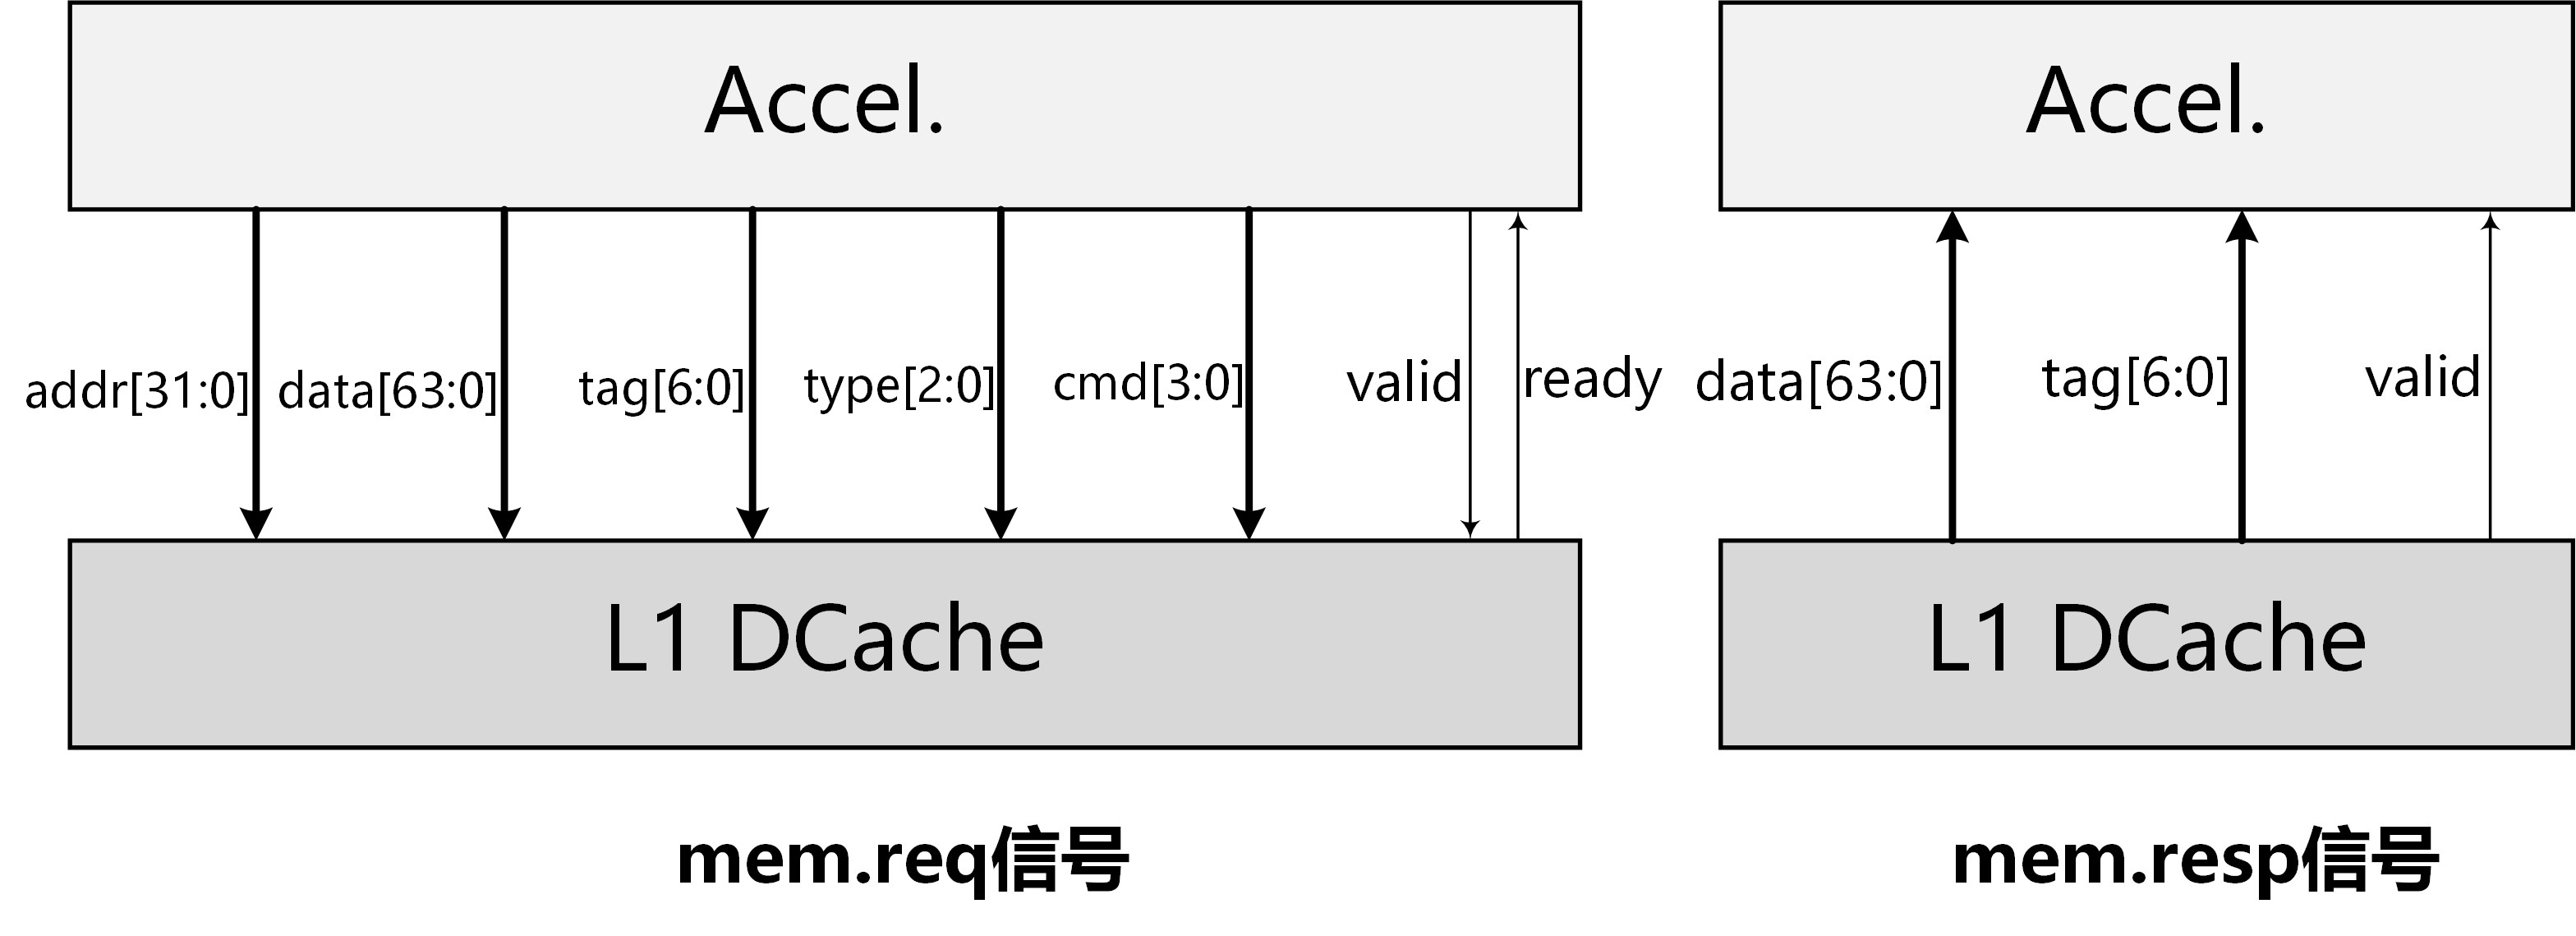 Accel.
addr[31:0]
data[63:0]
tag[6:0]
type[2:0]
cmd[3:0]
valid
ready
L1 DCache
mem.req信号
Accel.
data[63:0]
tag[6:0]
valid
L1 DCache
mem.resp信号